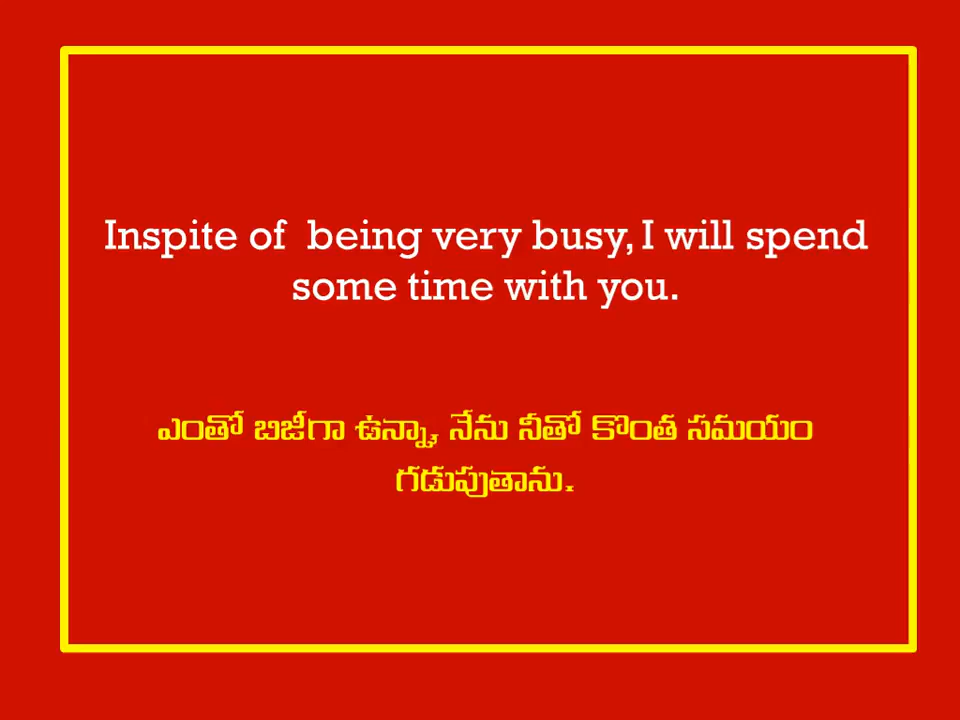 Inspite of being very busy, I will spend
some time with you.
ఎంతో బిజీగా ఉన్నా, నేను నీతో కొంత సమయం
గడుపుతాను.